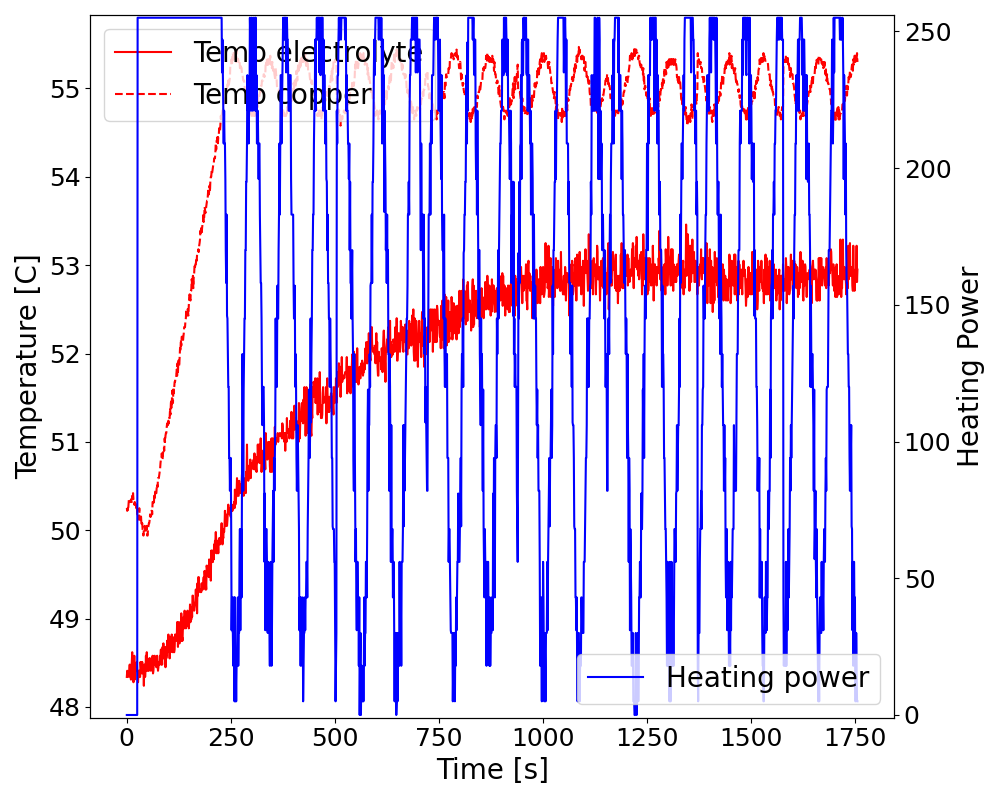 Temp electrolyte
Temp copper
Temperature [C]
55
54
53
52
51
50
49
48
250
200
150
100
50
0
Heating Power
Heating power
0 250 500 750 1000 1250 1500 1750
Time [s]